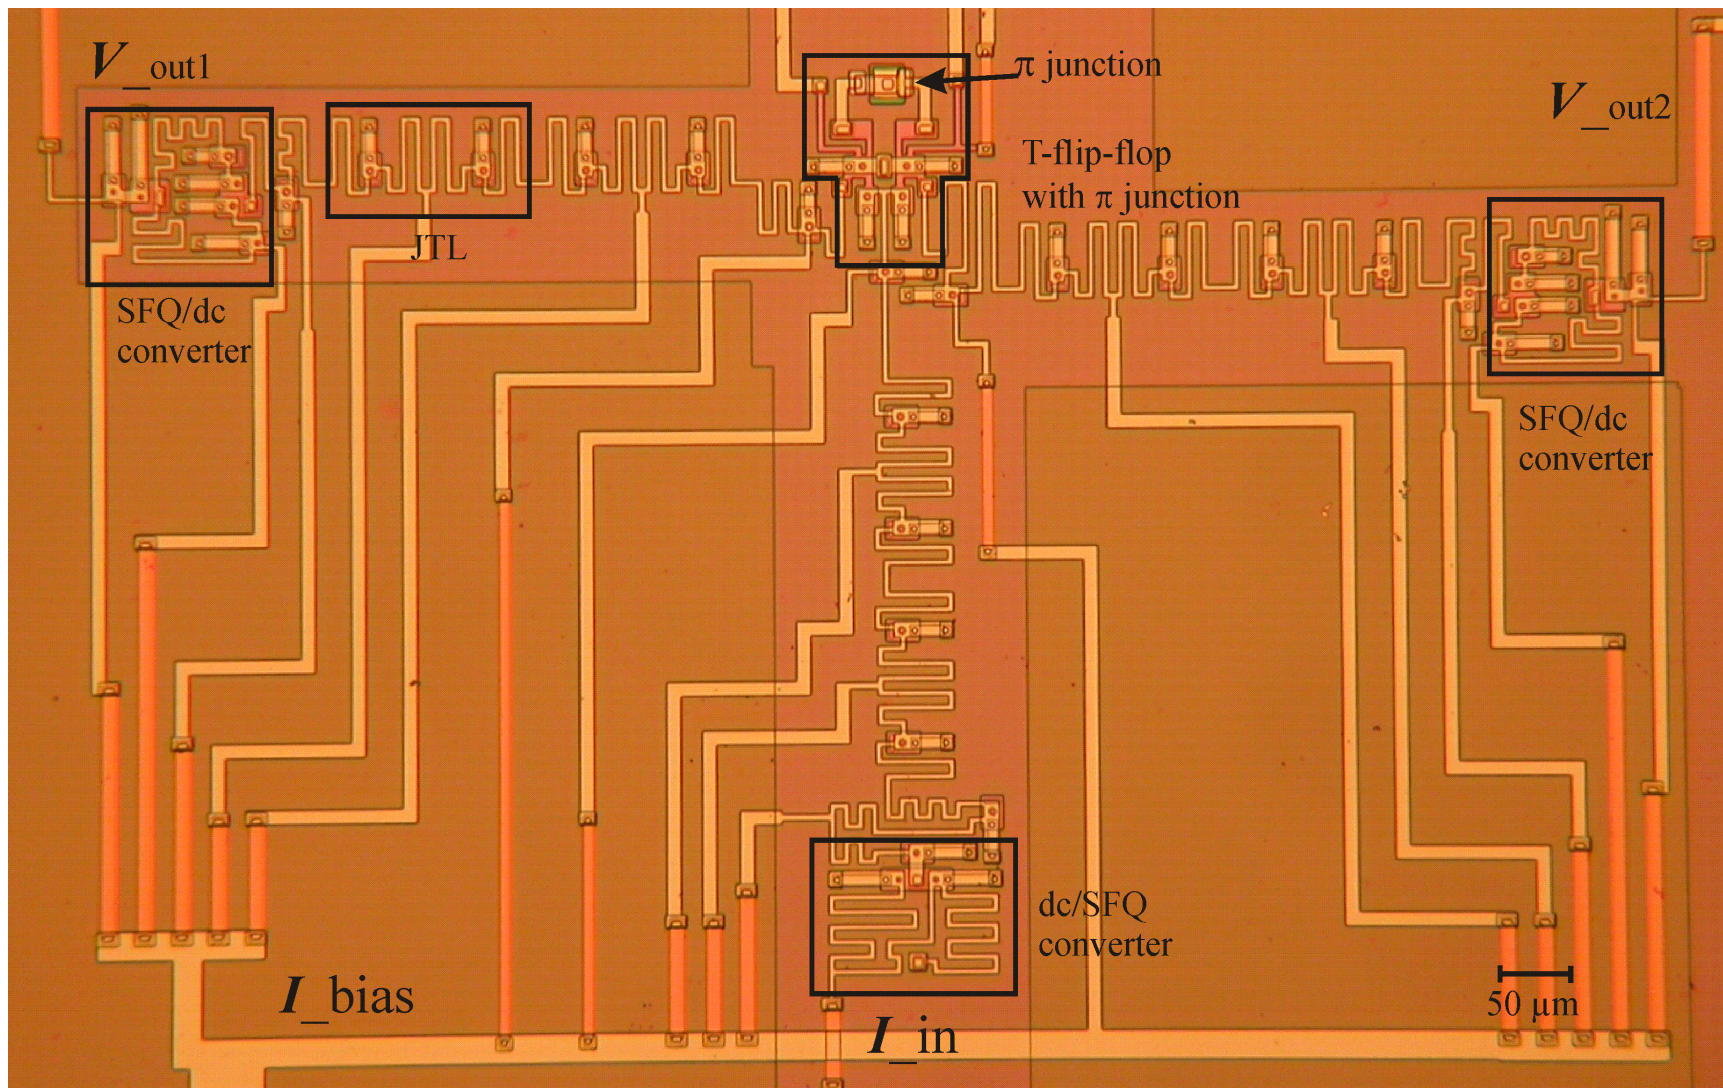 V_out1
π junction
V_out2
T-flip-flop
with π junction
JTL
SFQ/dc
converter
SFQ/dc
converter
dc/SFQ
converter
I_bias
50 µm
I_in